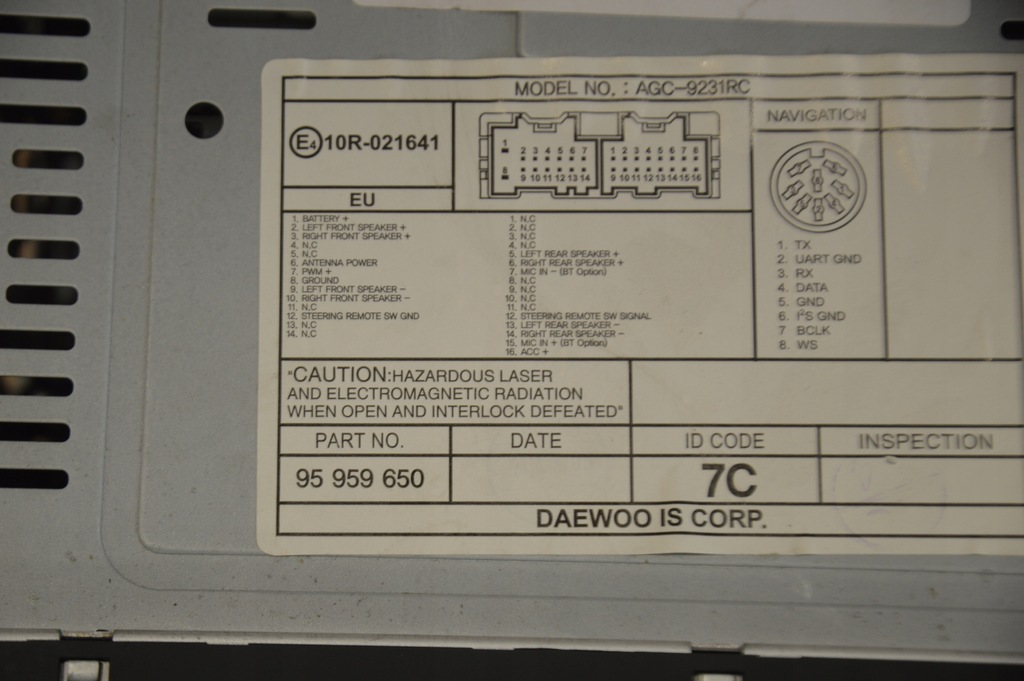 MODEL NO. : AGC-9231RC
E4 10R-021641
EU
1 2 3 4 5 6 7
8 9 10 11 12 13 14
1 2 3 4 5 6 7 8
9 10 11 12 13 14 15 16
NAVIGATION
1. BATTERY +
2. LEFT FRONT SPEAKER +
3. RIGHT FRONT SPEAKER +
4. N,C
5. N,C
6. ANTENNA POWER
7. PWM +
8. GROUND
9. LEFT FRONT SPEAKER -
10. RIGHT FRONT SPEAKER -
11. N,C
12. STEERING REMOTE SW GND
13. N,C
14. N,C
1. N,C
2. N,C
3. N,C
4. N,C
5. LEFT REAR SPEAKER +
6. RIGHT REAR SPEAKER +
7. MIC IN - (BT Option)
8. N,C
9. N,C
10. N,C
11. N,C
12. STEERING REMOTE SW SIGNAL
13. LEFT REAR SPEAKER -
14. RIGHT REAR SPEAKER -
15. MIC IN + (BT Option)
16. ACC +
1. TX
2. UART GND
3. RX
4. DATA
5. GND
6. I²S GND
7 BCLK
8. WS
"CAUTION:HAZARDOUS LASER
AND ELECTROMAGNETIC RADIATION
WHEN OPEN AND INTERLOCK DEFEATED"
PART NO. DATE ID CODE INSPECTION
95 959 650 7C
DAEWOO IS CORP.